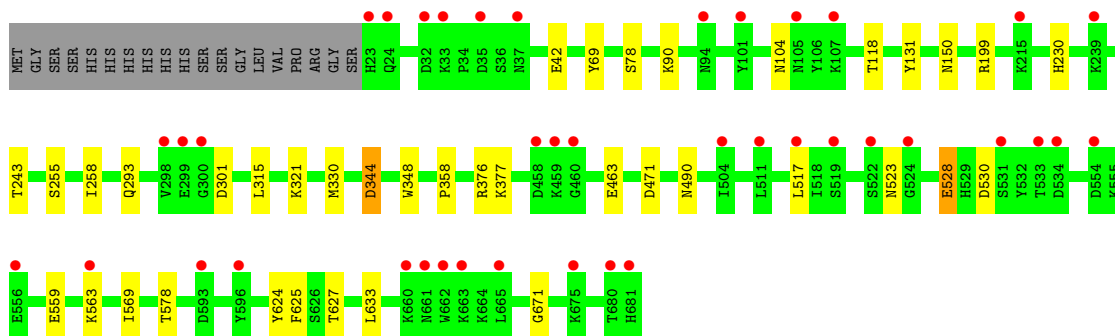 MET GLY SER SER HIS HIS HIS HIS HIS HIS SER SER GLY LEU VAL PRO ARG GLY SER H23 Q24 D32 K33 P34 D35 S36 N37 E42 Y69 S78 K90 N94 Y101 N104 N105 Y106 K107 T118 Y131 N150 R199 K215 H230 K239
T243 S255 I258 Q293 V298 E299 G300 D301 L315 K321 M330 D344 W348 P358 R376 K377 D458 K459 G460 E463 D471 N490 I504 L511 L517 I518 S519 S522 N523 G524 E528 H529 D530 S531 Y532 T533 D534 D554 K555
E556 E559 K563 I569 T578 D593 Y596 Y624 F625 S626 T627 L633 K660 N661 W662 K663 K664 L665 G671 K675 T680 H681